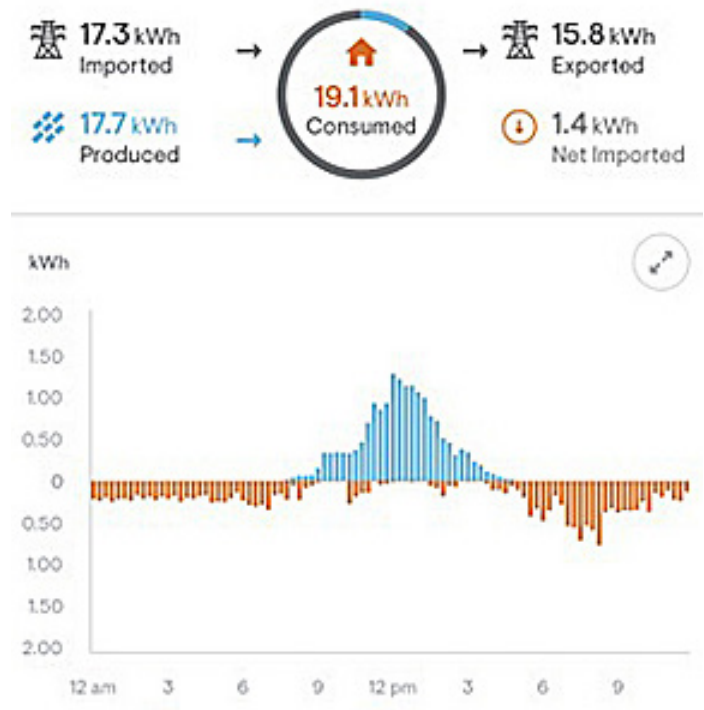 17.3 kWh
Imported
17.7 kWh
Produced
19.1 kWh
Consumed
15.8 kWh
Exported
1.4 kWh
Net Imported
kWh
2.00
1.50
1.00
0.50
0
0.50
1.00
1.50
2.00
12 am 3 6 9 12 pm 3 6 9